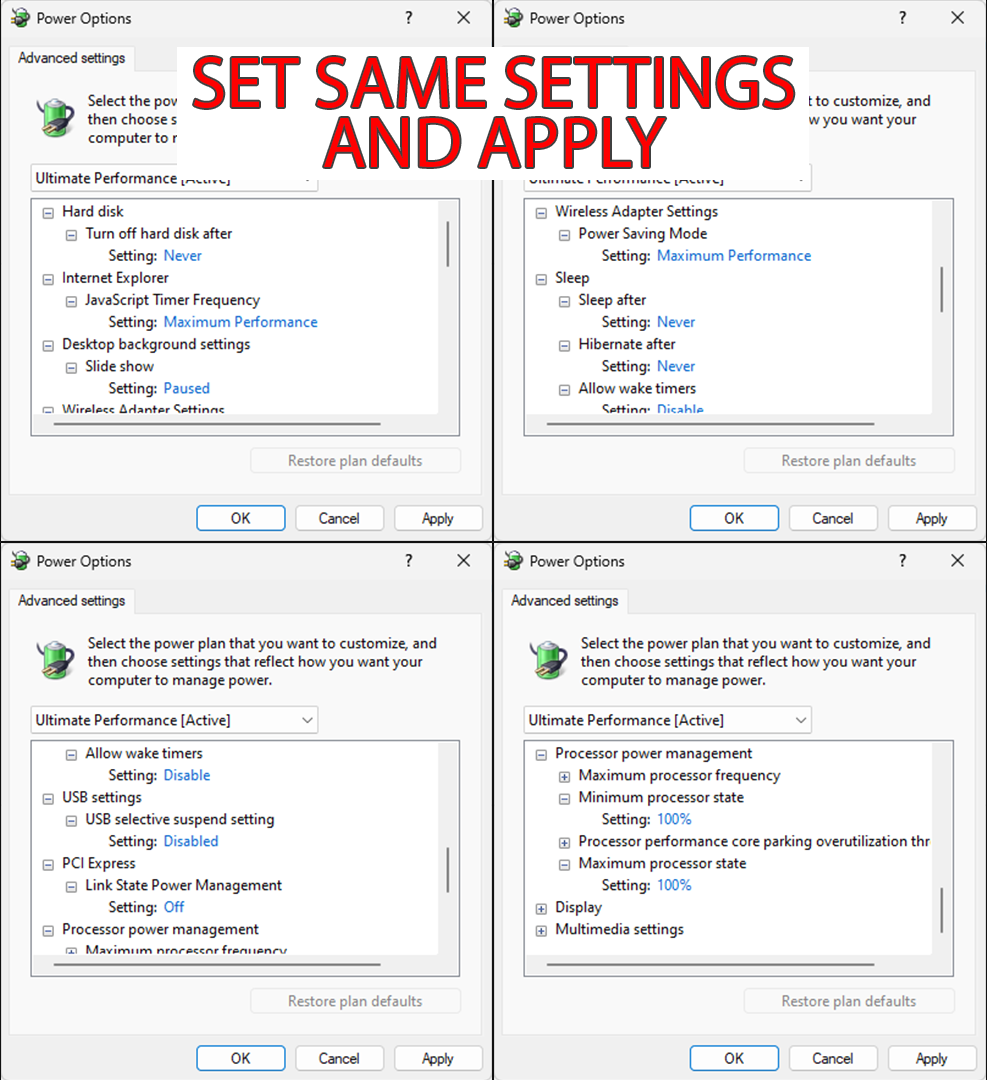 Power Options
?
Advanced settings
Select the pow
then choose s
computer to r
Ultimate Performance [Active]
Hard disk
Turn off hard disk after
Setting: Never
Internet Explorer
JavaScript Timer Frequency
Setting: Maximum Performance
Desktop background settings
Slide show
Setting: Paused
Wireless Adapter Settings
Restore plan defaults
OK
Cancel
Apply
SET SAME SETTINGS
AND APPLY
Power Options
?
t to customize, and
w you want your
Ultimate Performance [Active]
Wireless Adapter Settings
Power Saving Mode
Setting: Maximum Performance
Sleep
Sleep after
Setting: Never
Hibernate after
Setting: Never
Allow wake timers
Setting: Disable
Restore plan defaults
OK
Cancel
Apply
Power Options
?
Advanced settings
Select the power plan that you want to customize, and
then choose settings that reflect how you want your
computer to manage power.
Ultimate Performance [Active]
Allow wake timers
Setting: Disable
USB settings
USB selective suspend setting
Setting: Disabled
PCI Express
Link State Power Management
Setting: Off
Processor power management
Maximum processor frequency
Restore plan defaults
OK
Cancel
Apply
Power Options
?
Advanced settings
Select the power plan that you want to customize, and
then choose settings that reflect how you want your
computer to manage power.
Ultimate Performance [Active]
Processor power management
Maximum processor frequency
Minimum processor state
Setting: 100%
Processor performance core parking overutilization thr
Maximum processor state
Setting: 100%
Display
Multimedia settings
Restore plan defaults
OK
Cancel
Apply